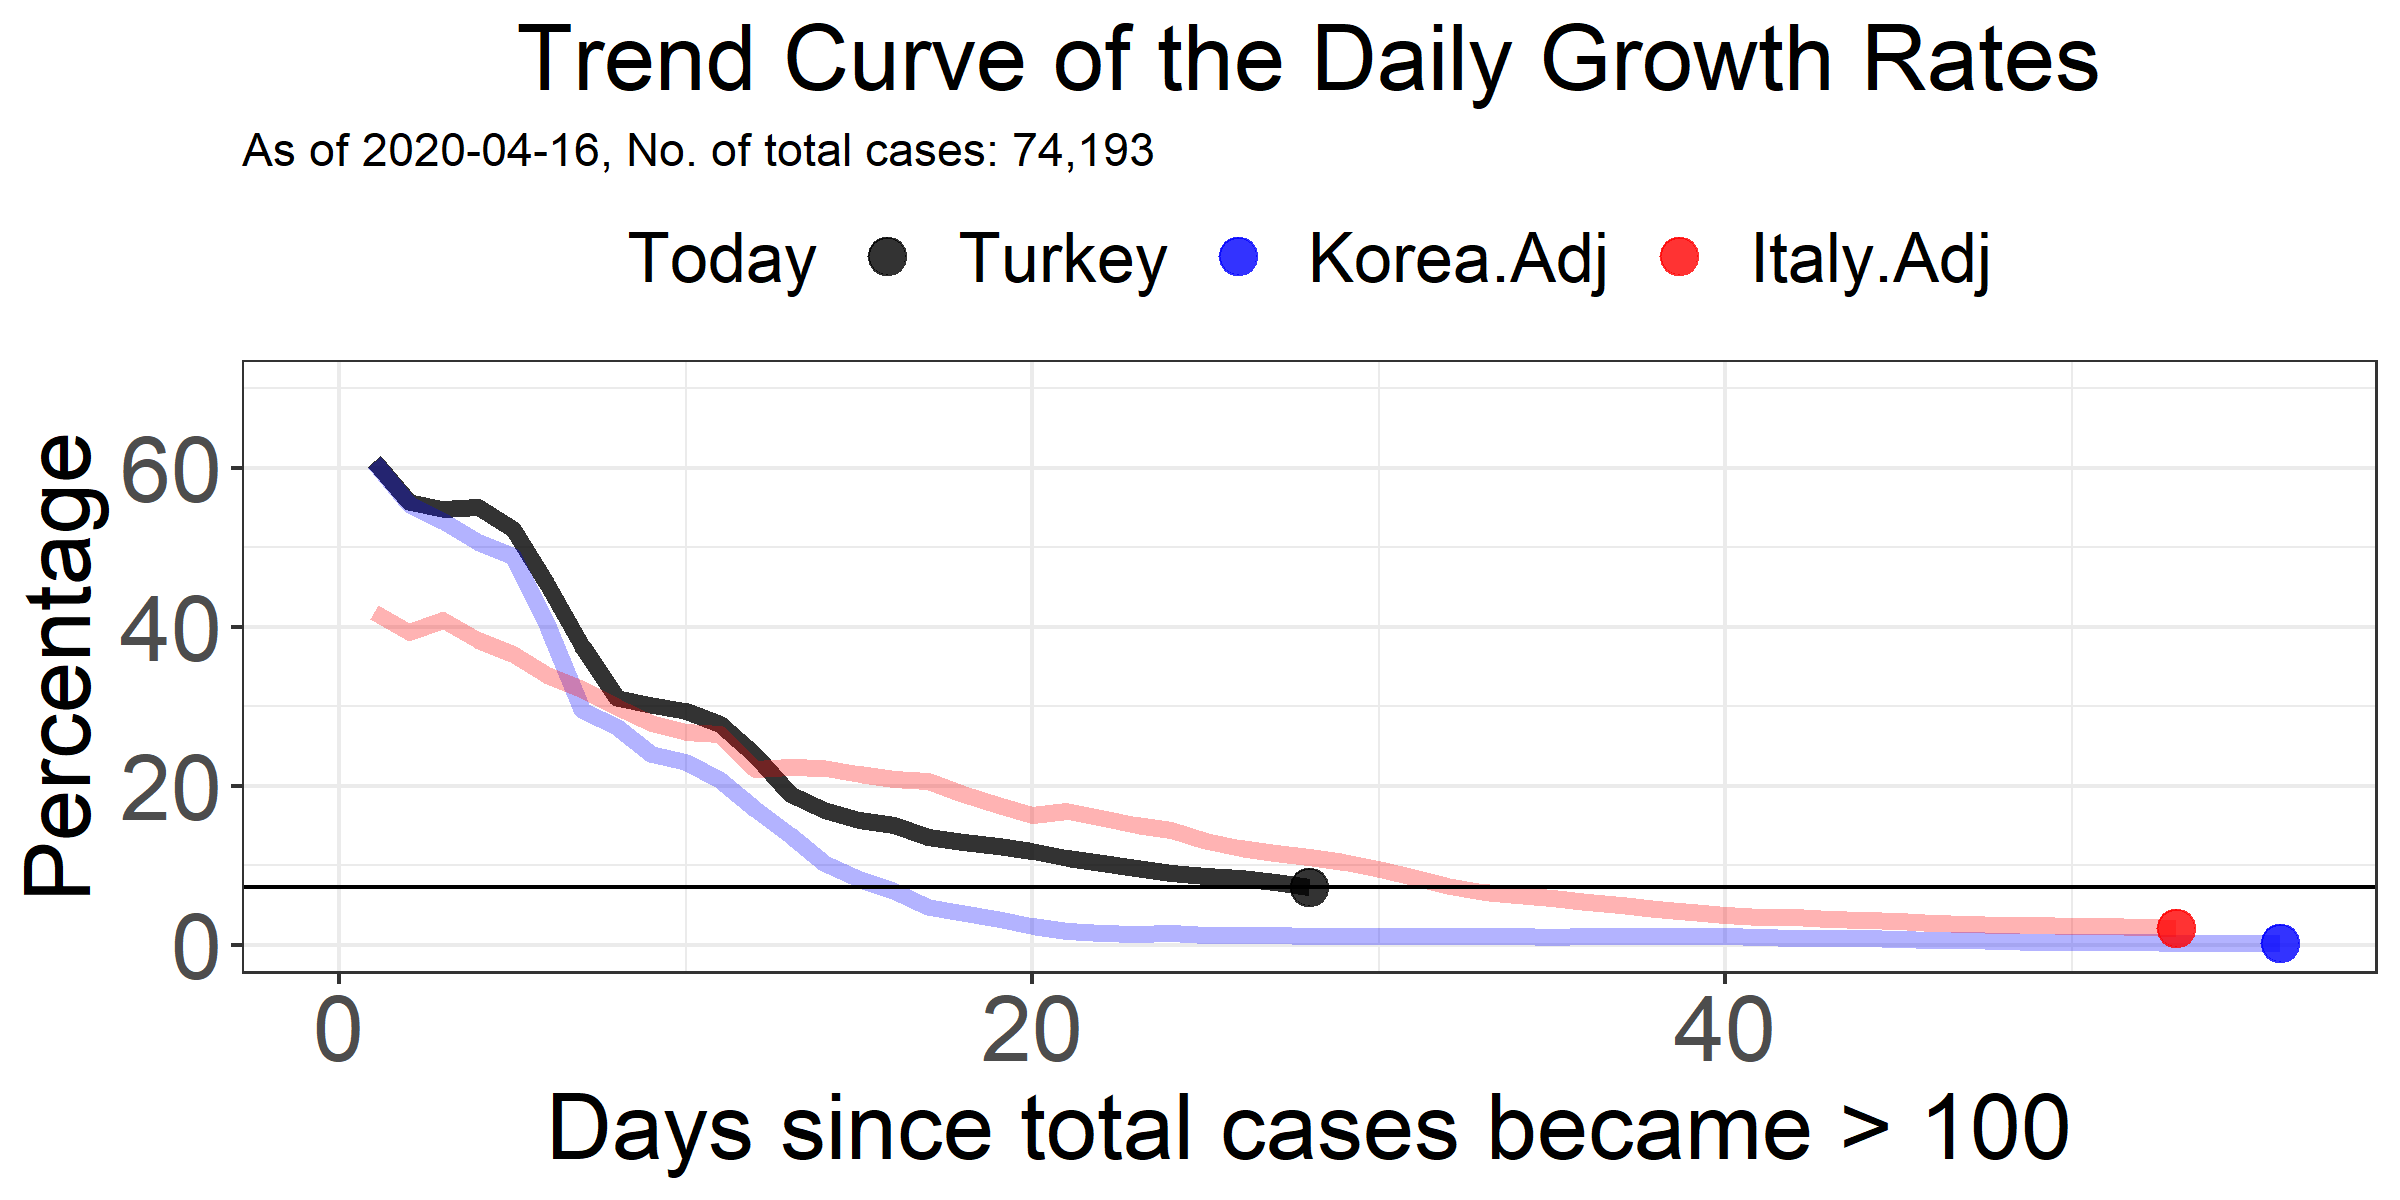 Trend Curve of the Daily Growth Rates
As of 2020-04-16, No. of total cases: 74,193
Today Turkey Korea.Adj Italy.Adj
Percentage
60
40
20
0
0 20 40
Days since total cases became > 100